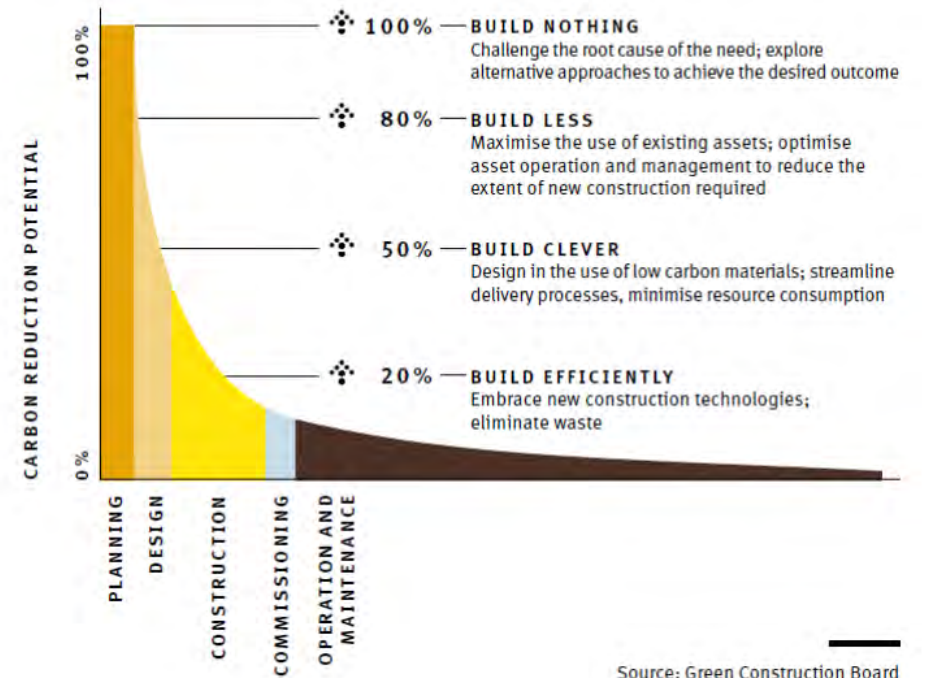 100%
0%
CARBON REDUCTION POTENTIAL
100%
BUILD NOTHING
Challenge the root cause of the need; explore
alternative approaches to achieve the desired outcome
80%
BUILD LESS
Maximise the use of existing assets; optimise
asset operation and management to reduce the
extent of new construction required
50%
BUILD CLEVER
Design in the use of low carbon materials; streamline
delivery processes, minimise resource consumption
20%
BUILD EFFICIENTLY
Embrace new construction technologies;
eliminate waste
PLANNING
DESIGN
CONSTRUCTION
COMMISSIONING
OPERATION AND
MAINTENANCE
Source: Green Construction Board